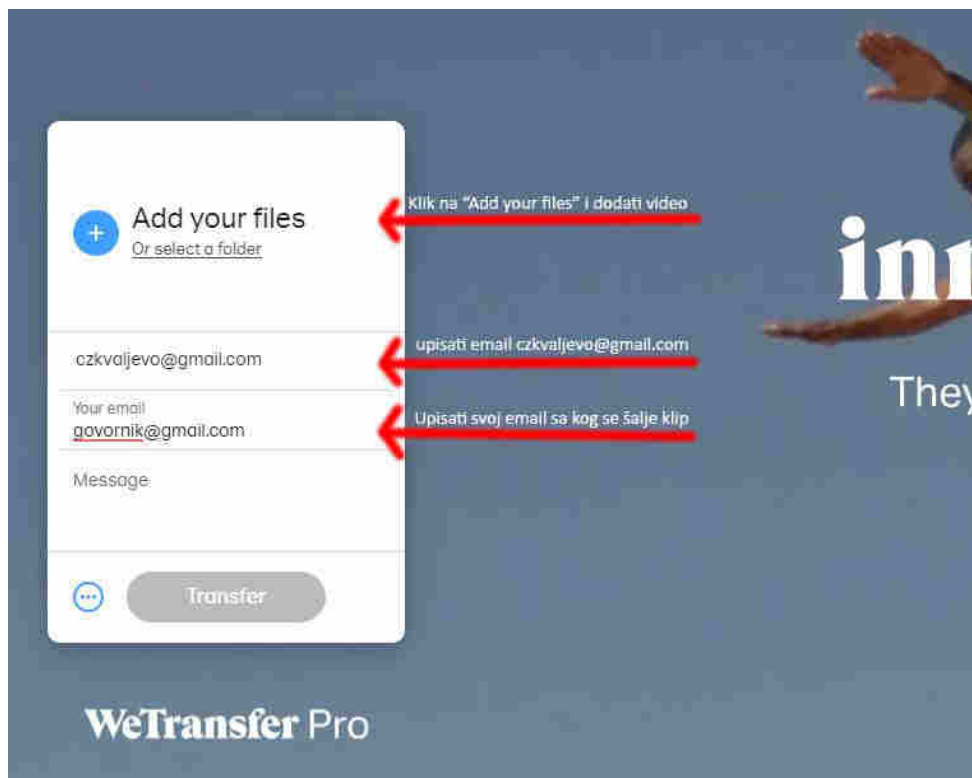 Add your files
Or select a folder
Klik na "Add your files" i dodati video
czkvaljevo@gmail.com
upisati email czkvaljevo@gmail.com
Your email
govornik@gmail.com
Upisati svoj email sa kog se šalje klip
Message
Transfer
WeTransfer Pro
They